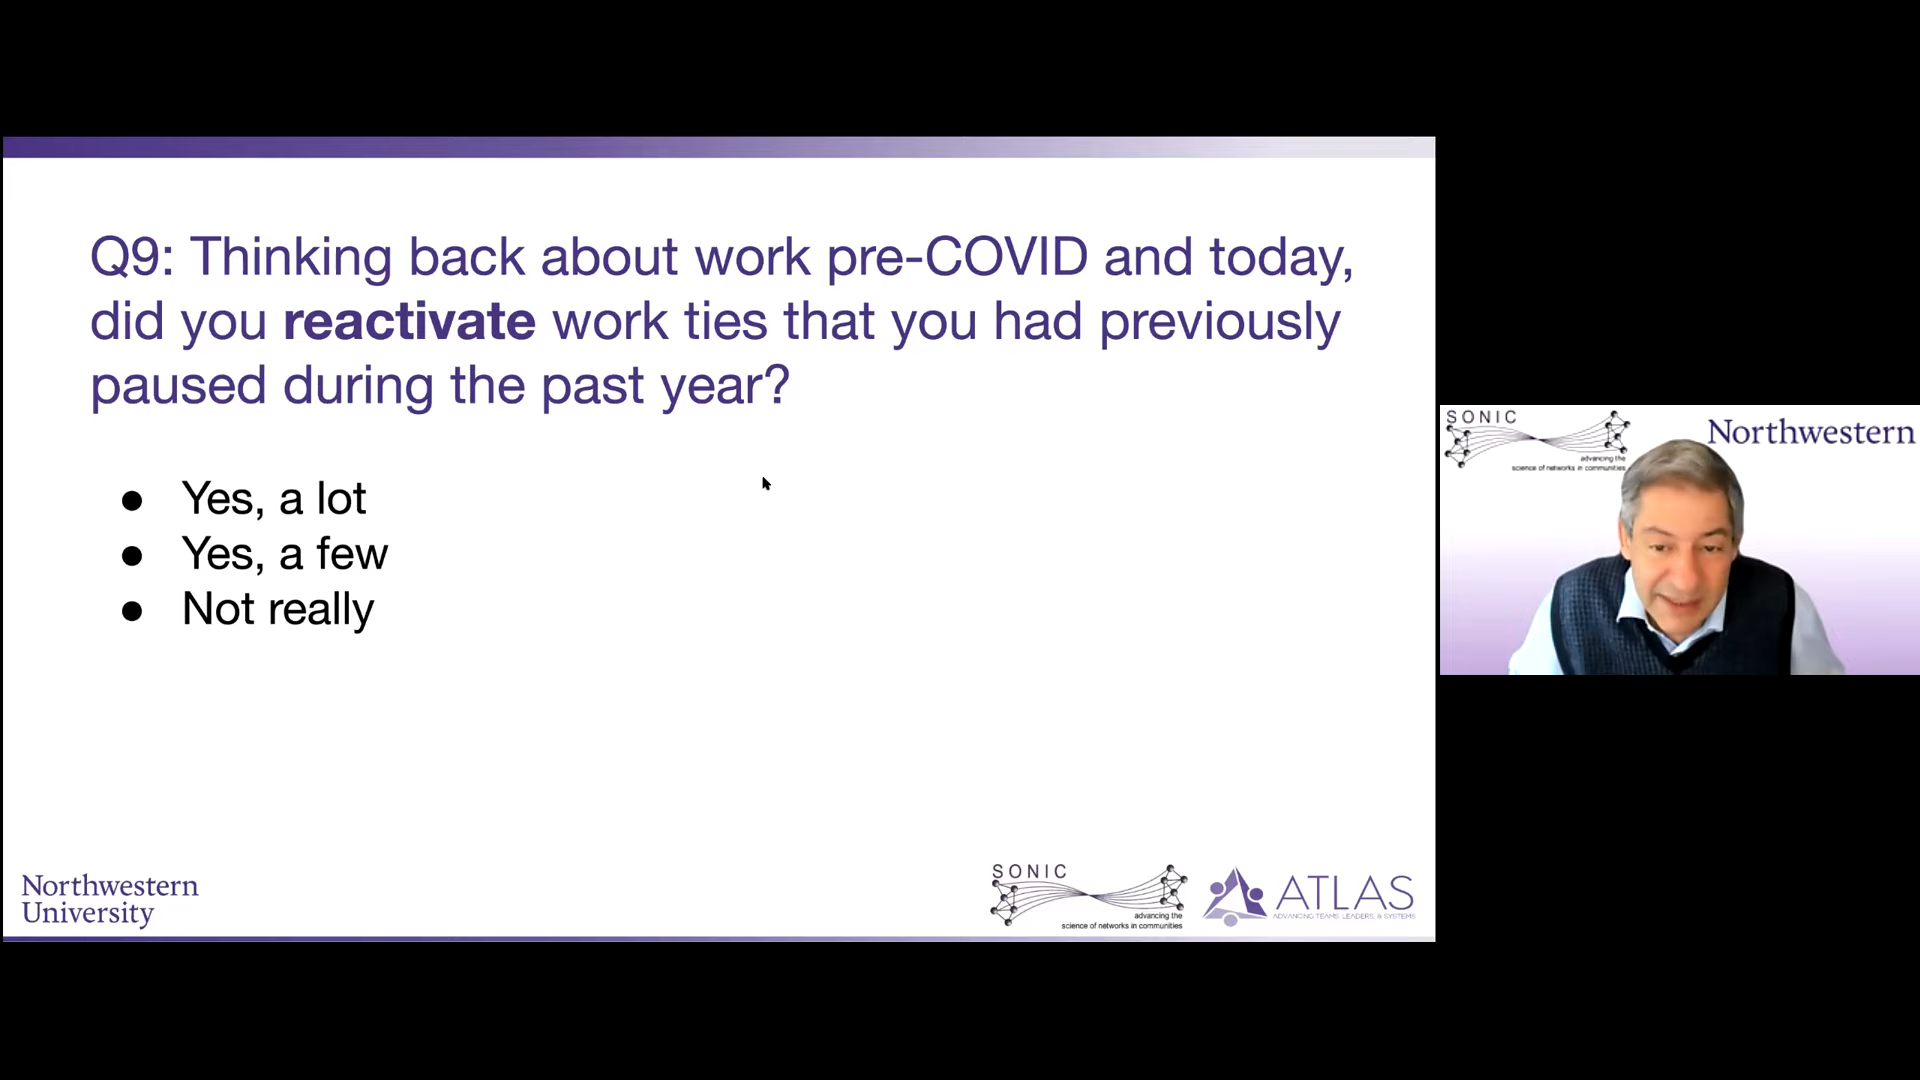 Q9: Thinking back about work pre-COVID and today,
did you reactivate work ties that you had previously
paused during the past year?
● Yes, a lot
● Yes, a few
● Not really
Northwestern
University
SONIC
advancing the
science of networks in communities
ATLAS
ADVANCING TEAMS, LEADERS, & SYSTEMS
SONIC
advancing the
science of networks in communities
Northwestern